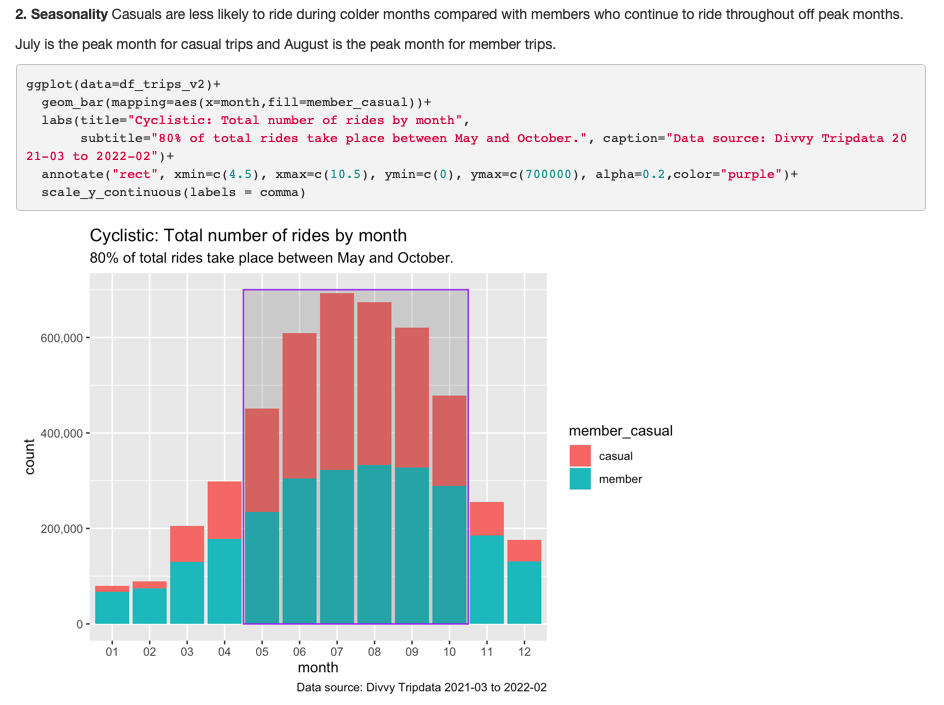 2. Seasonality Casuals are less likely to ride during colder months compared with members who continue to ride throughout off peak months.
July is the peak month for casual trips and August is the peak month for member trips.
ggplot(data=df_trips_v2)+
  geom_bar(mapping=aes(x=month,fill=member_casual))+
  labs(title="Cyclistic: Total number of rides by month",
       subtitle="80% of total rides take place between May and October.", caption="Data source: Divvy Tripdata 20
21-03 to 2022-02")+
  annotate("rect", xmin=c(4.5), xmax=c(10.5), ymin=c(0), ymax=c(700000), alpha=0.2,color="purple")+
  scale_y_continuous(labels = comma)
Cyclistic: Total number of rides by month
80% of total rides take place between May and October.
600,000
400,000
200,000
0
count
member_casual
casual
member
01 02 03 04 05 06 07 08 09 10 11 12
month
Data source: Divvy Tripdata 2021-03 to 2022-02